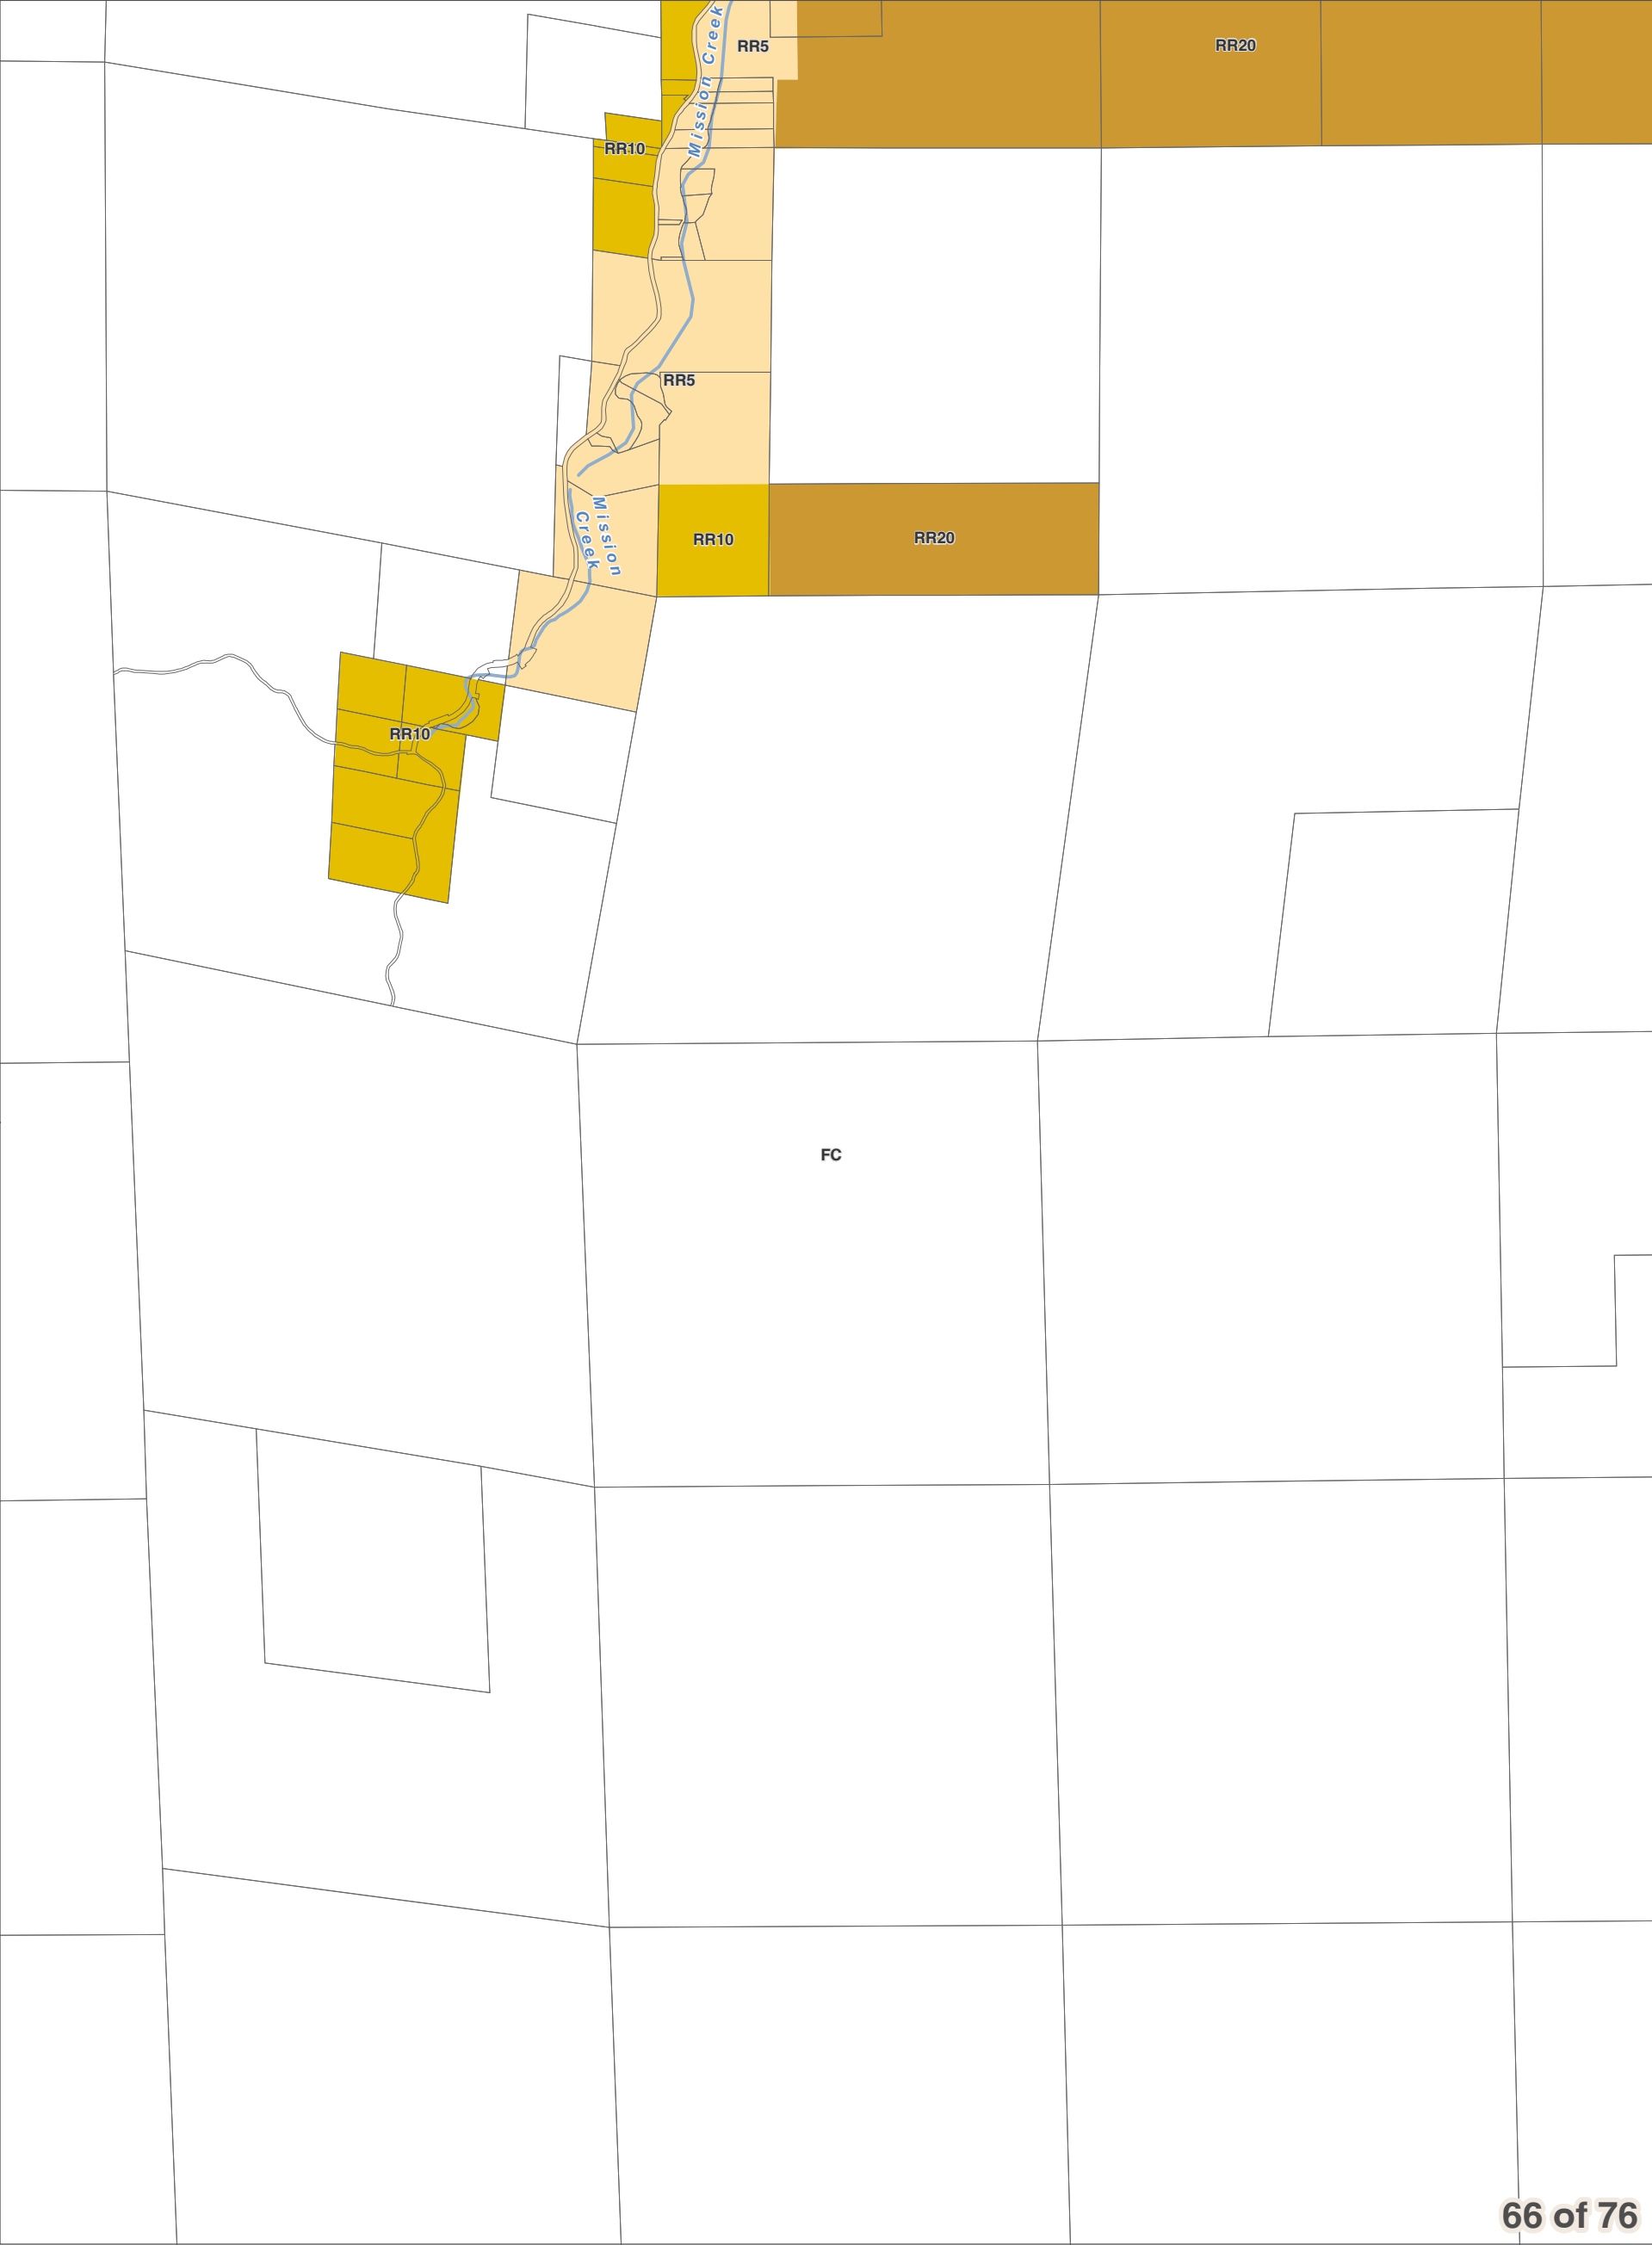 Mission Creek
RR5
RR20
RR10
RR5
Mission
Creek
RR10
RR20
RR10
FC
66 of 76